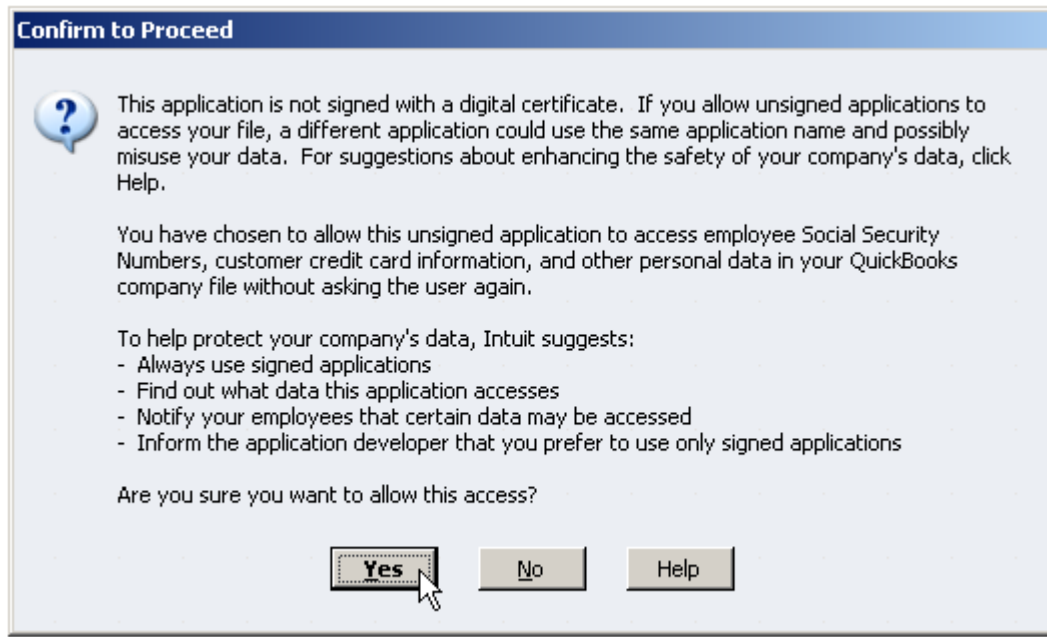 Confirm to Proceed
This application is not signed with a digital certificate.  If you allow unsigned applications to
access your file, a different application could use the same application name and possibly
misuse your data.  For suggestions about enhancing the safety of your company's data, click
Help.
You have chosen to allow this unsigned application to access employee Social Security
Numbers, customer credit card information, and other personal data in your QuickBooks
company file without asking the user again.
To help protect your company's data, Intuit suggests:
- Always use signed applications
- Find out what data this application accesses
- Notify your employees that certain data may be accessed
- Inform the application developer that you prefer to use only signed applications
Are you sure you want to allow this access?
Yes No Help